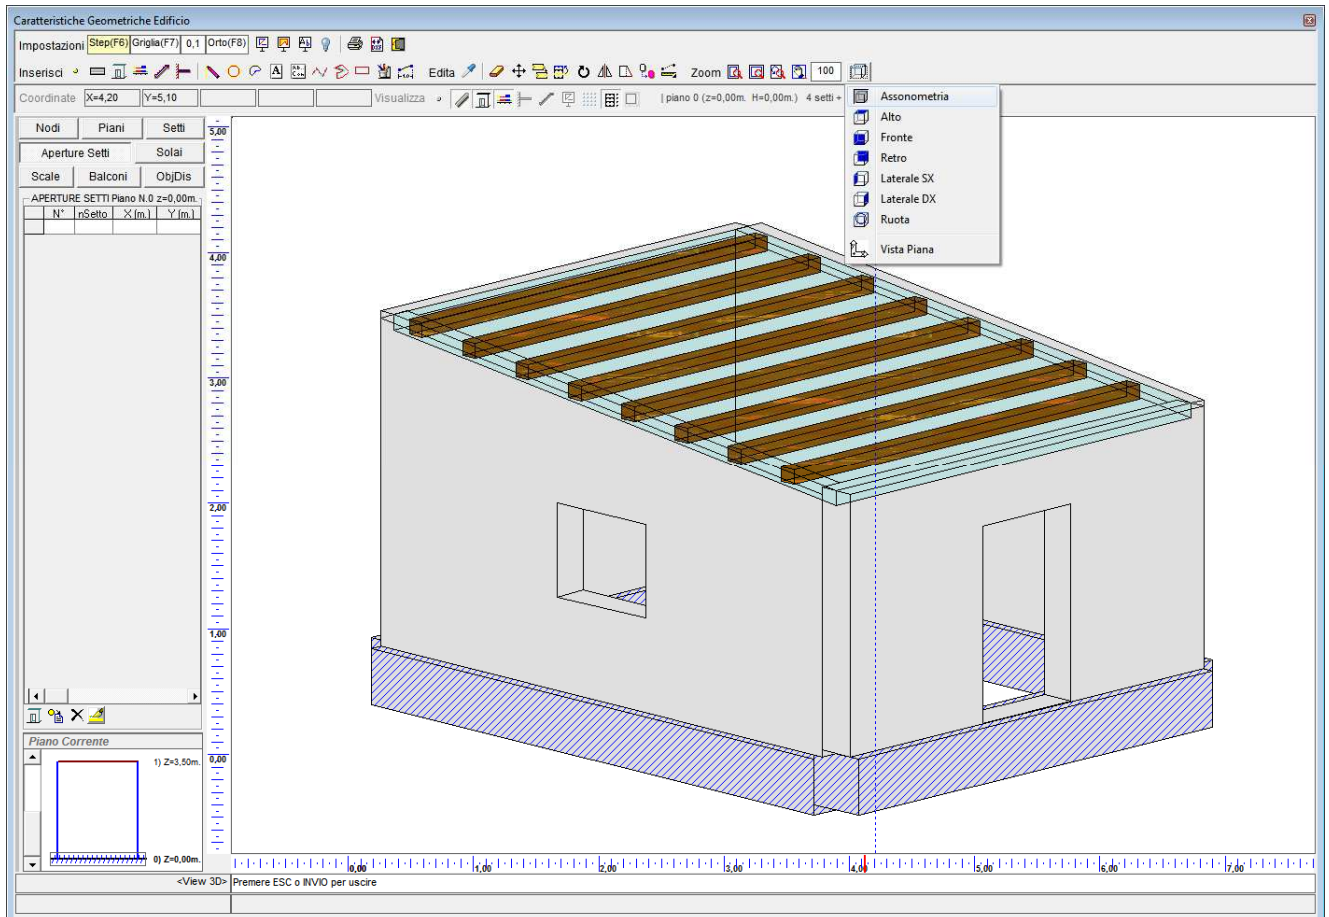 Caratteristiche Geometriche Edificio
Impostazioni Step(F6) Griglia(F7) 0,1 Orto(F8)
Inserisci Edita Zoom 100
Coordinate X=4,20 Y=5,10 Visualizza | piano 0 (z=0,00m. H=0,00m.) 4 setti +
Assonometria
Alto
Fronte
Retro
Laterale SX
Laterale DX
Ruota
Vista Piana
Nodi Piani Setti
Aperture Setti Solai
Scale Balconi ObjDis
APERTURE SETTI Piano N.0 z=0,00m.
N° nSetto X (m.) Y (m.)
5,00
4,00
3,00
2,00
1,00
0,00
Piano Corrente
1) Z=3,50m.
0) Z=0,00m.
0,00 1,00 2,00 3,00 4,00 5,00 6,00 7,00
<View 3D> Premere ESC o INVIO per uscire